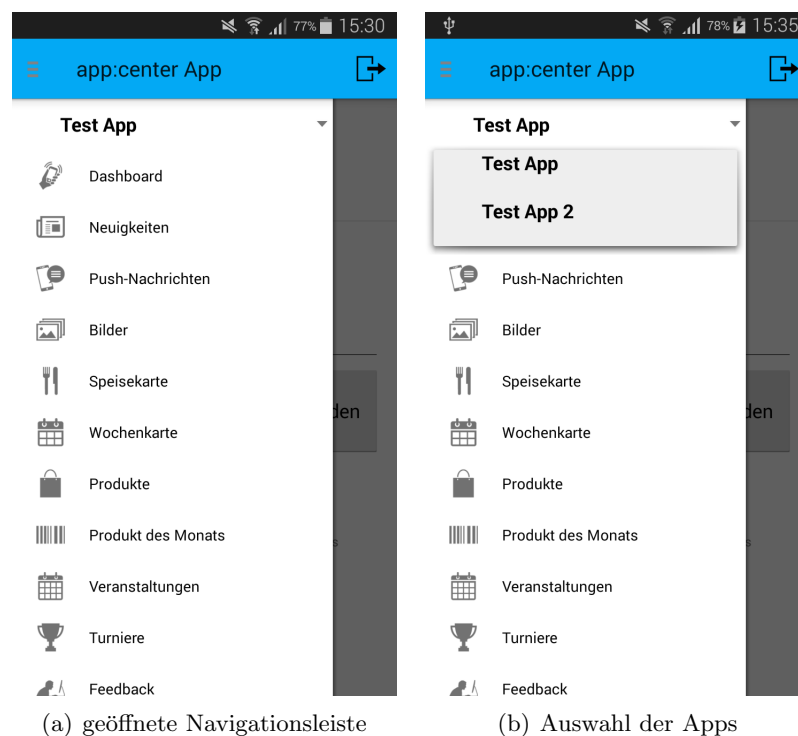 77% 15:30
app:center App
Test App
Dashboard
Neuigkeiten
Push-Nachrichten
Bilder
Speisekarte
den
Wochenkarte
Produkte
Produkt des Monats
s
Veranstaltungen
Turniere
Feedback
(a) geöffnete Navigationsleiste
78% 15:35
app:center App
Test App
Test App
Test App 2
Push-Nachrichten
Bilder
Speisekarte
den
Wochenkarte
Produkte
Produkt des Monats
s
Veranstaltungen
Turniere
Feedback
(b) Auswahl der Apps